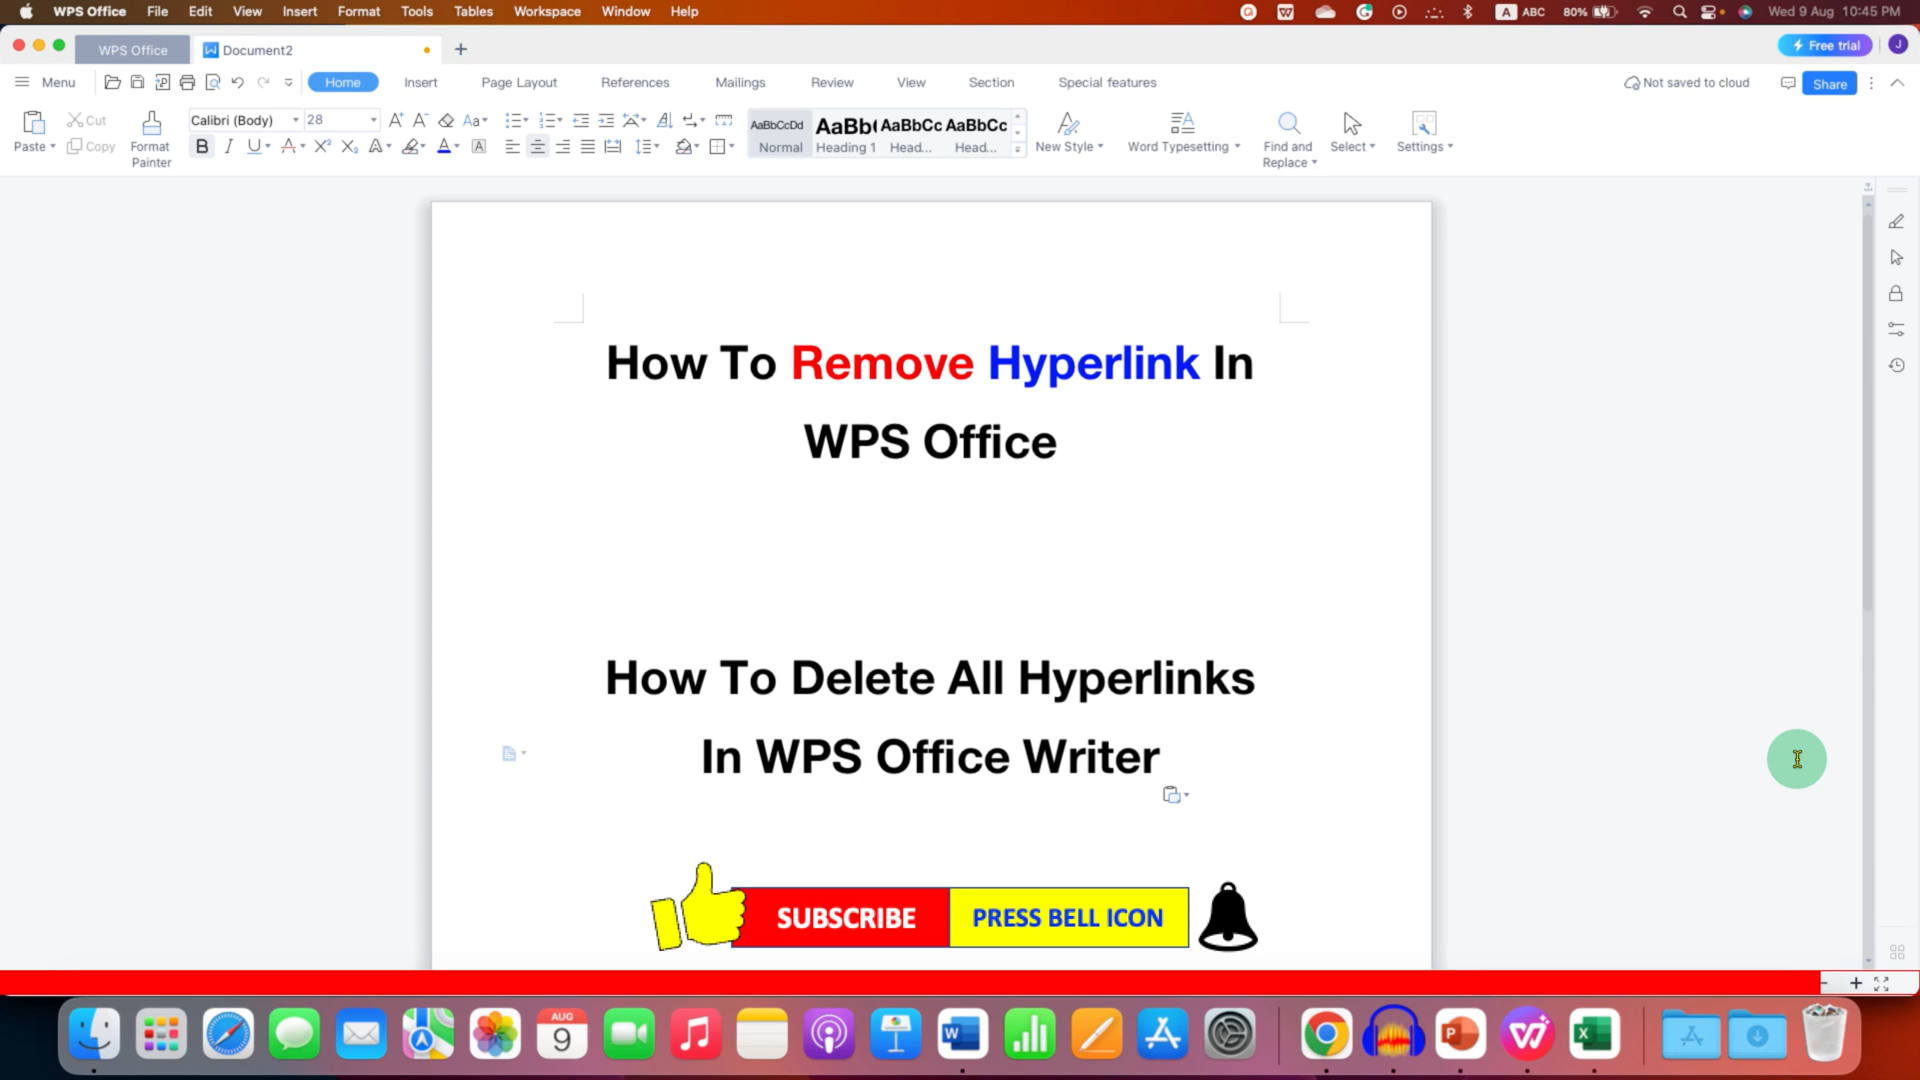 WPS Office File Edit View Insert Format Tools Tables Workspace Window Help A ABC 80% Wed 9 Aug 10:45 PM
WPS Office Document2 Free trial J
Menu Home Insert Page Layout References Mailings Review View Section Special features Not saved to cloud Share
Paste Cut Copy Format Painter Calibri (Body) 28 AaBbCcDd Normal AaBb( Heading 1 AaBbCc Head... AaBbCc Head... New Style Word Typesetting Find and Replace Select Settings
How To Remove Hyperlink In
WPS Office
How To Delete All Hyperlinks
In WPS Office Writer
SUBSCRIBE PRESS BELL ICON
AUG
9